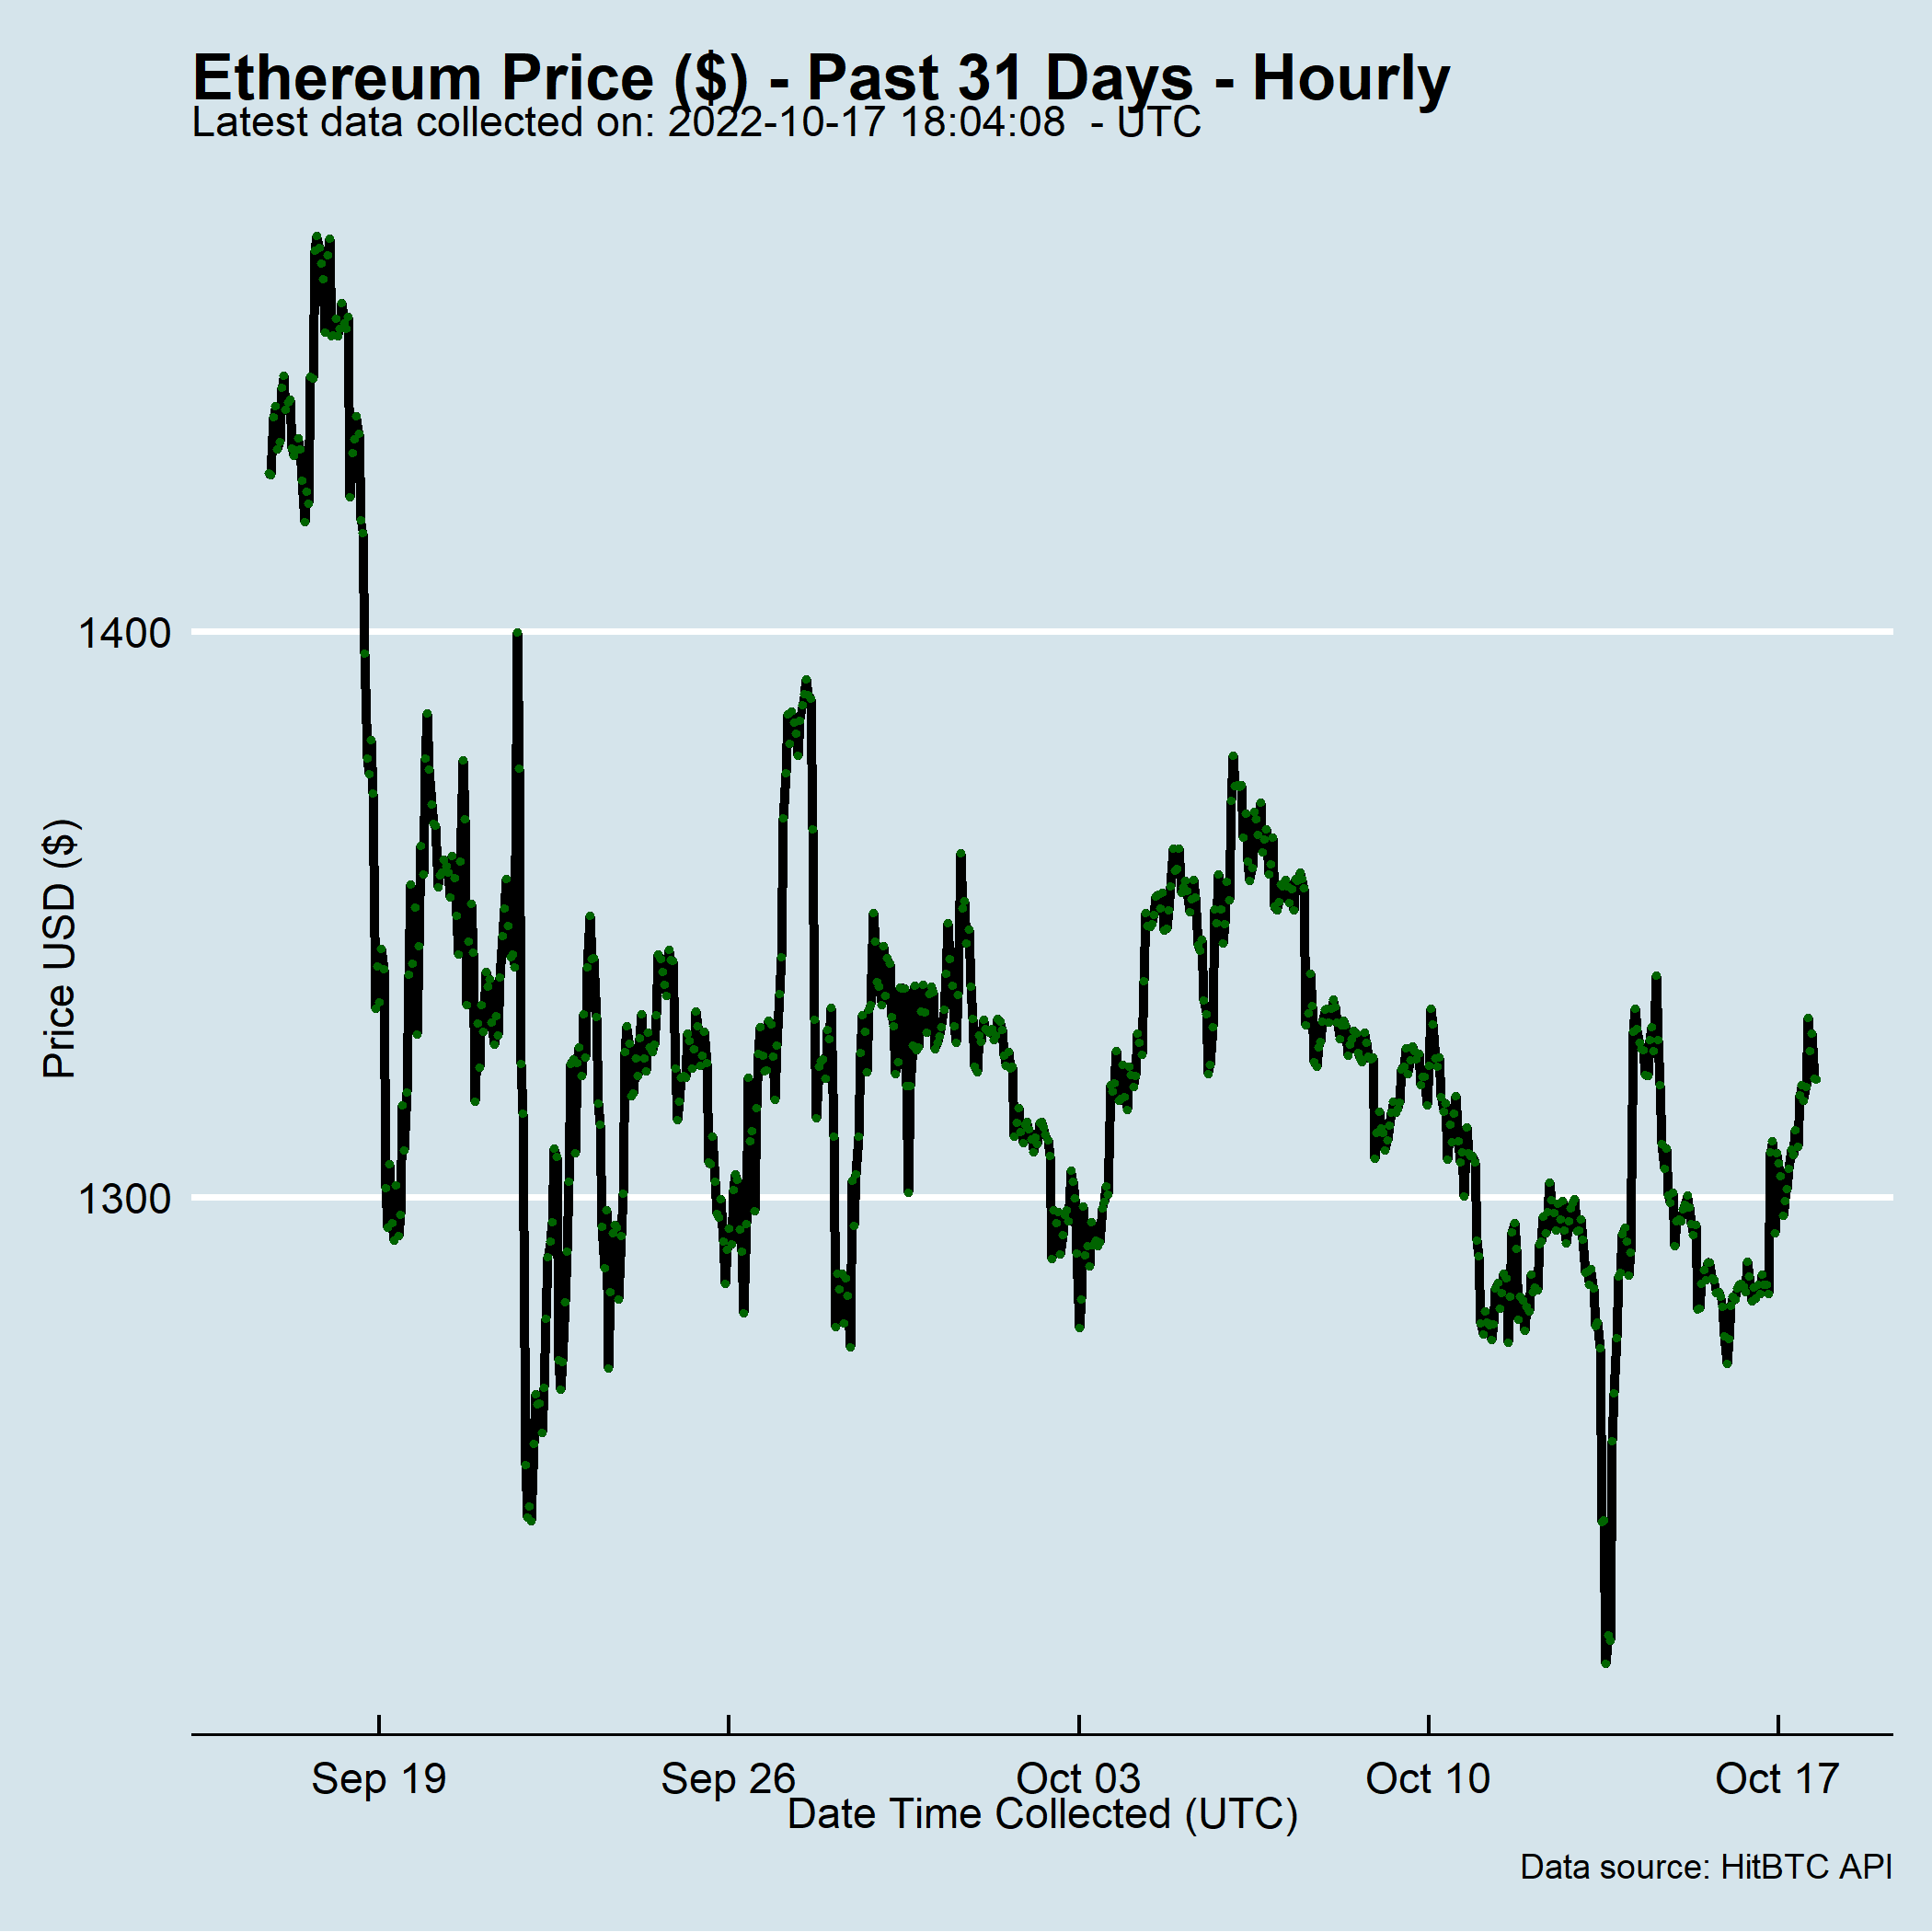 Ethereum Price ($) - Past 31 Days - Hourly
Latest data collected on: 2022-10-17 18:04:08  - UTC
1400
1300
Price USD ($)
Sep 19
Sep 26
Oct 03
Oct 10
Oct 17
Date Time Collected (UTC)
Data source: HitBTC API